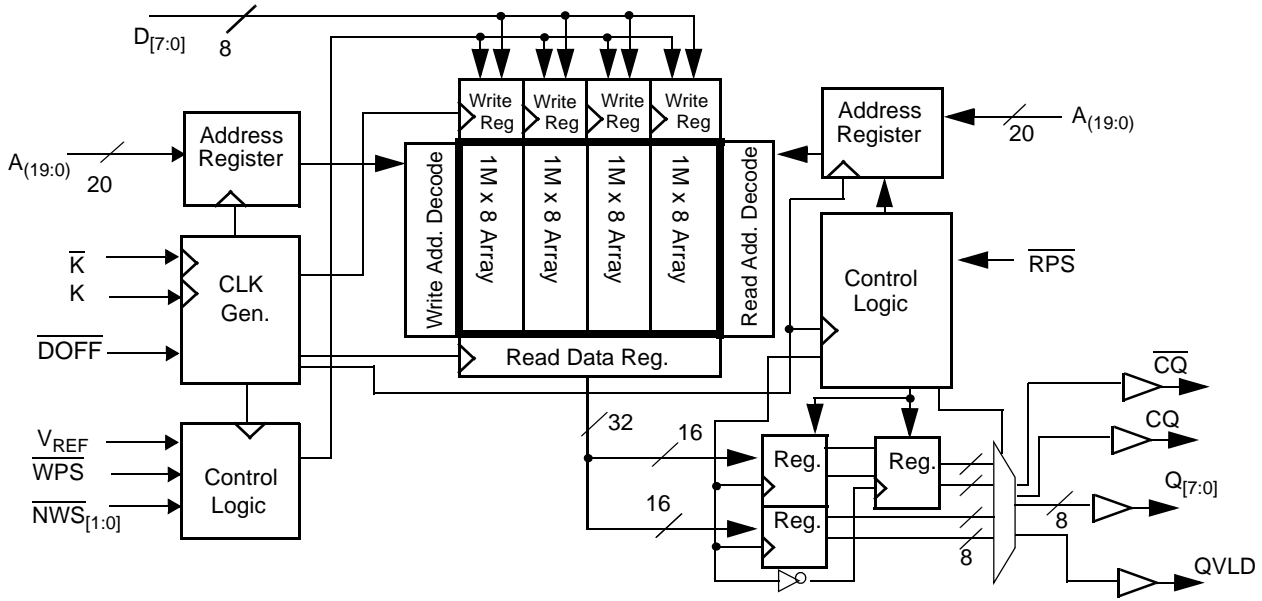 D[7:0]
8
Write
Reg
Write
Reg
Write
Reg
Write
Reg
Address
Register
A(19:0)
20
Address
Register
A(19:0)
20
Write Add. Decode
1M x 8 Array
1M x 8 Array
1M x 8 Array
1M x 8 Array
Read Add. Decode
K
K
DOFF
CLK
Gen.
Control
Logic
RPS
Read Data Reg.
VREF
WPS
NWS[1:0]
Control
Logic
32
16
16
Reg.
Reg.
Reg.
8
8
CQ
CQ
Q[7:0]
QVLD